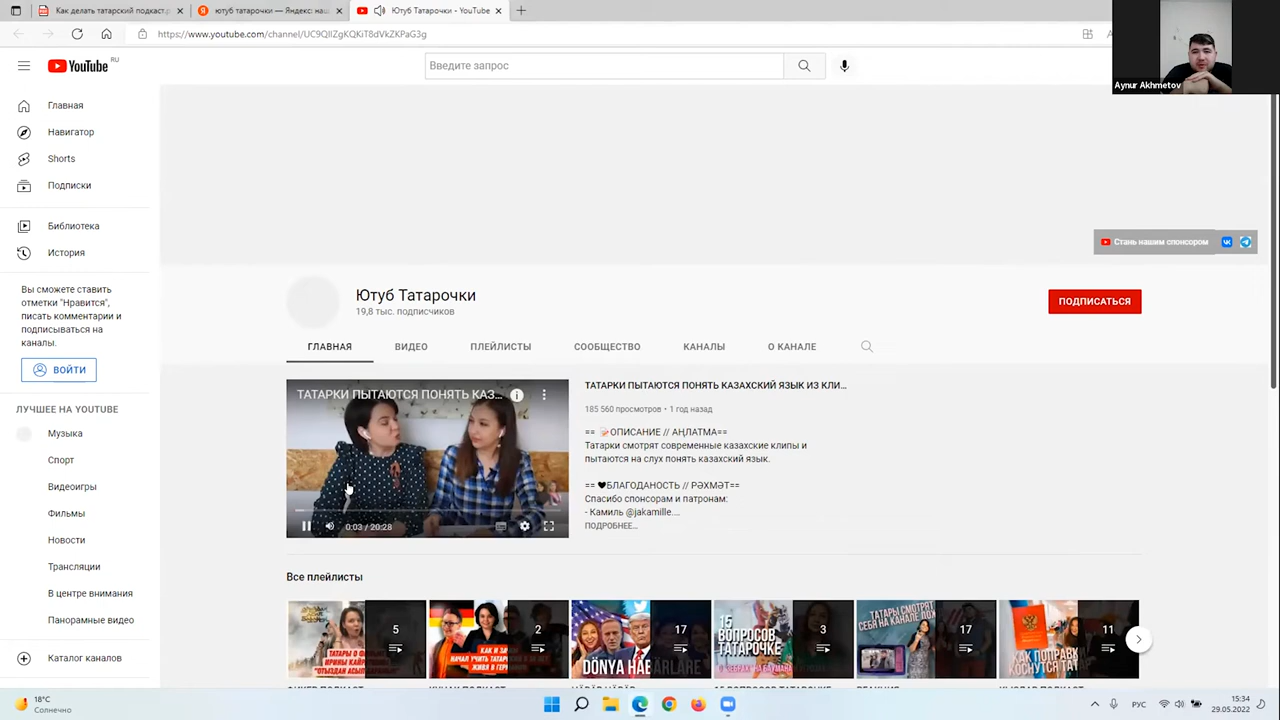 Как делать татарский подкаст.р
ютуб татарочки — Яндекс: наш
Ютуб Татарочки - YouTube
https://www.youtube.com/channel/UC9QIlZgKQKiT8dVkZKPaG3g
Aynur Akhmetov
YouTube RU
Введите запрос
Главная
Навигатор
Shorts
Подписки
Библиотека
История
Вы сможете ставить
отметки "Нравится",
писать комментарии и
подписываться на
каналы.
ВОЙТИ
ЛУЧШЕЕ НА YOUTUBE
Музыка
Спорт
Видеоигры
Фильмы
Новости
Трансляции
В центре внимания
Панорамные видео
Каталог каналов
Стань нашим спонсором
Ютуб Татарочки
19,8 тыс. подписчиков
ПОДПИСАТЬСЯ
ГЛАВНАЯ ВИДЕО ПЛЕЙЛИСТЫ СООБЩЕСТВО КАНАЛЫ О КАНАЛЕ
ТАТАРКИ ПЫТАЮТСЯ ПОНЯТЬ КАЗ...
0:03 / 20:28
ТАТАРКИ ПЫТАЮТСЯ ПОНЯТЬ КАЗАХСКИЙ ЯЗЫК ИЗ КЛИ...
185 560 просмотров • 1 год назад
== ОПИСАНИЕ // АҢЛАТМА==
Татарки смотрят современные казахские клипы и
пытаются на слух понять казахский язык.
== БЛАГОДАНОСТЬ // РӘХМӘТ==
Спасибо спонсорам и патронам:
- Камиль @jakamille....
ПОДРОБНЕЕ...
Все плейлисты
5
2
17
DÖNYA
3
15
ВОПРОСОВ
ТАТАРОЧКЕ
17
ТАТАРЫ СМОТРЯТ
11
18°C
Солнечно
РУС
15:34
29.05.2022